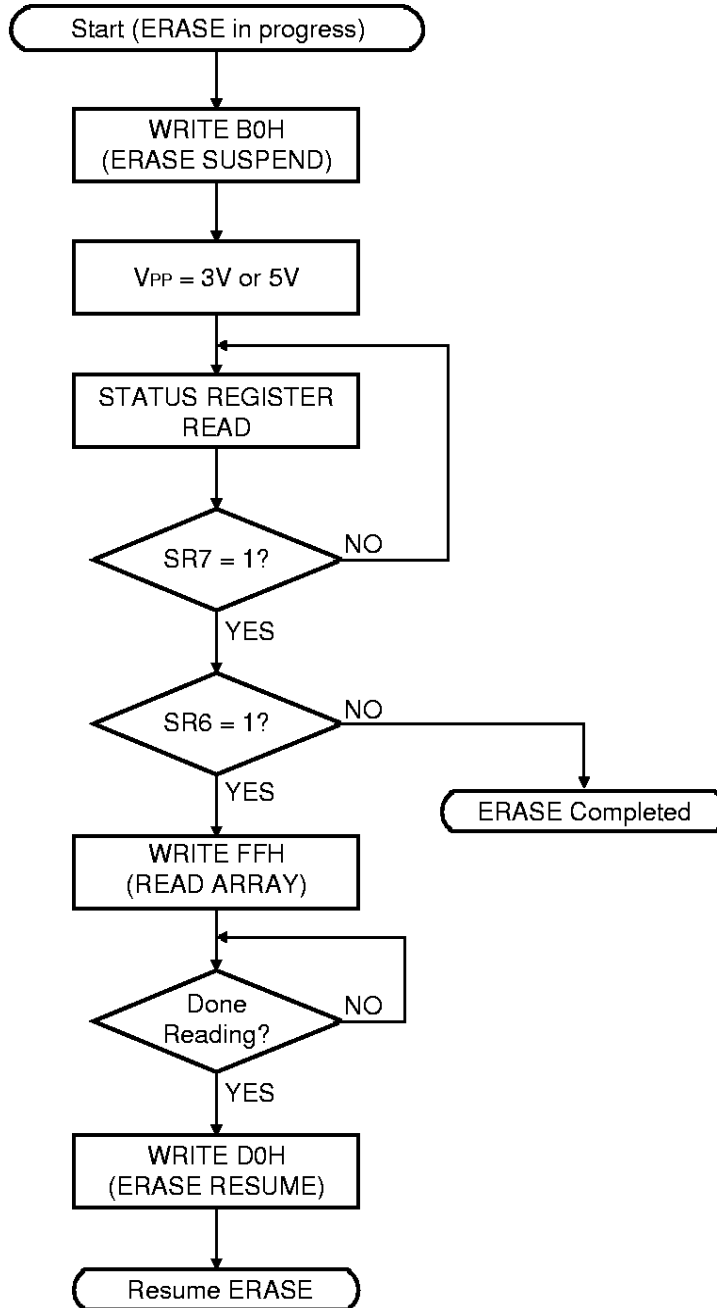 Start (ERASE in progress)
WRITE B0H
(ERASE SUSPEND)
VPP = 3V or 5V
STATUS REGISTER
READ
SR7 = 1?
NO
YES
SR6 = 1?
NO
YES
ERASE Completed
WRITE FFH
(READ ARRAY)
Done
Reading?
NO
YES
WRITE D0H
(ERASE RESUME)
Resume ERASE